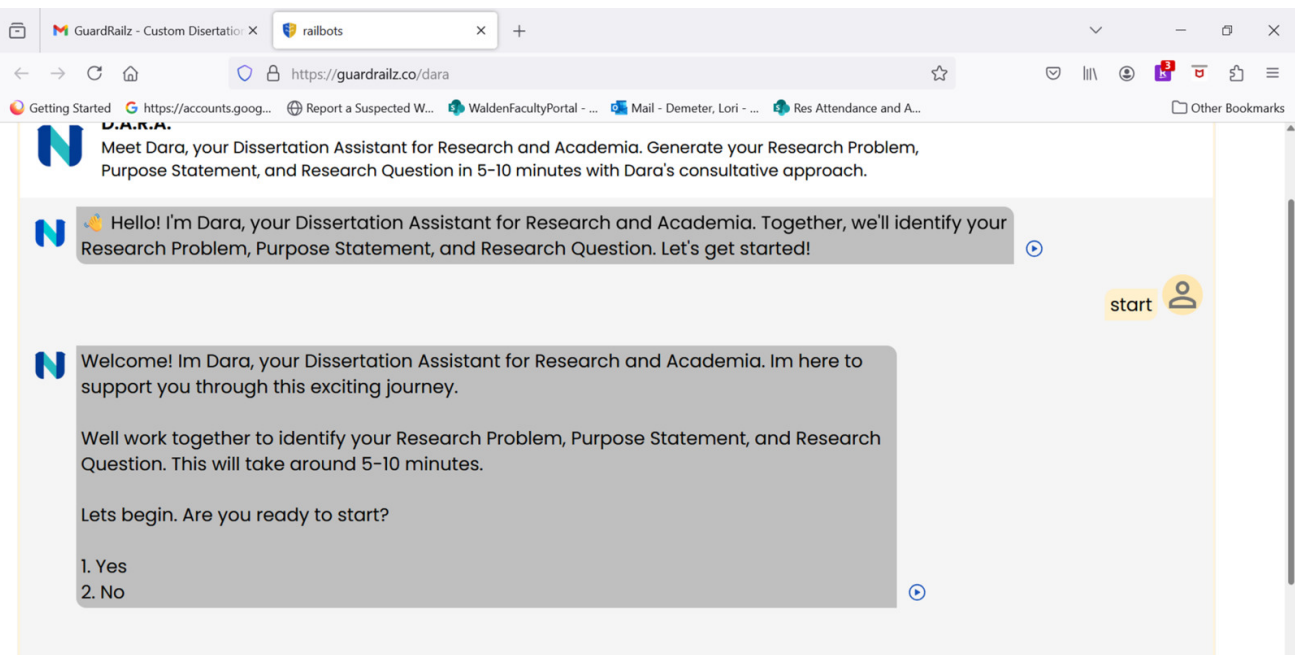 GuardRailz - Custom Disertation
railbots
https://guardrailz.co/dara
3
Getting Started
https://accounts.goog...
Report a Suspected W...
WaldenFacultyPortal - ...
Mail - Demeter, Lori - ...
Res Attendance and A...
Other Bookmarks
D.A.R.A.
Meet Dara, your Dissertation Assistant for Research and Academia. Generate your Research Problem,
Purpose Statement, and Research Question in 5-10 minutes with Dara's consultative approach.
👋 Hello! I'm Dara, your Dissertation Assistant for Research and Academia. Together, we'll identify your
Research Problem, Purpose Statement, and Research Question. Let's get started!
start
Welcome! Im Dara, your Dissertation Assistant for Research and Academia. Im here to
support you through this exciting journey.
Well work together to identify your Research Problem, Purpose Statement, and Research
Question. This will take around 5-10 minutes.
Lets begin. Are you ready to start?
1. Yes
2. No